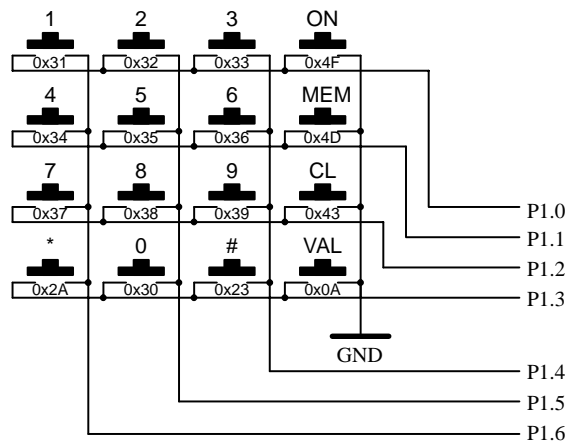 1 2 3 ON
0x31 0x32 0x33 0x4F
4 5 6 MEM
0x34 0x35 0x36 0x4D
7 8 9 CL
0x37 0x38 0x39 0x43
P1.0
* 0 # VAL
P1.1
P1.2
0x2A 0x30 0x23 0x0A
P1.3
GND
P1.4
P1.5
P1.6